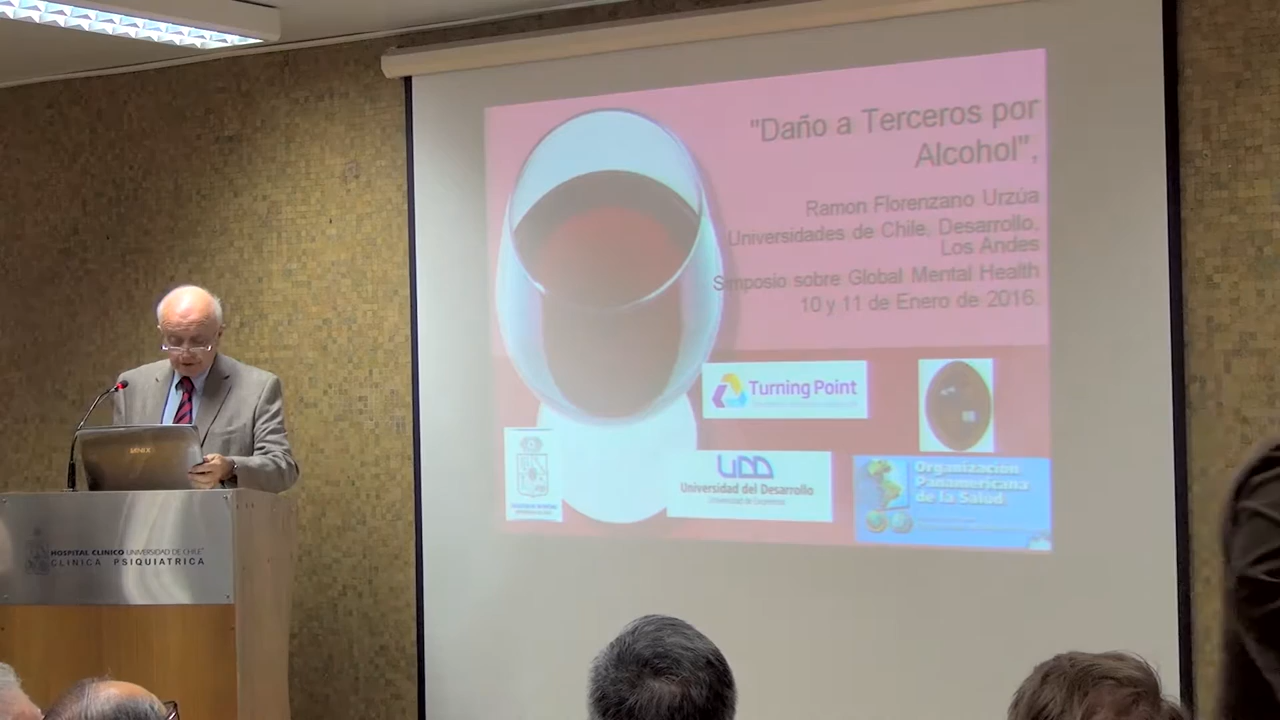 "Daño a Terceros por
Alcohol",
Ramon Florenzano Urzúa
Universidades de Chile, Desarrollo,
Los Andes
Simposio sobre Global Mental Health
10 y 11 de Enero de 2016.
Turning Point
UDD
Universidad del Desarrollo
Organización
Panamericana
de la Salud
HOSPITAL CLINICO UNIVERSIDAD DE CHILE
CLINICA PSIQUIATRICA